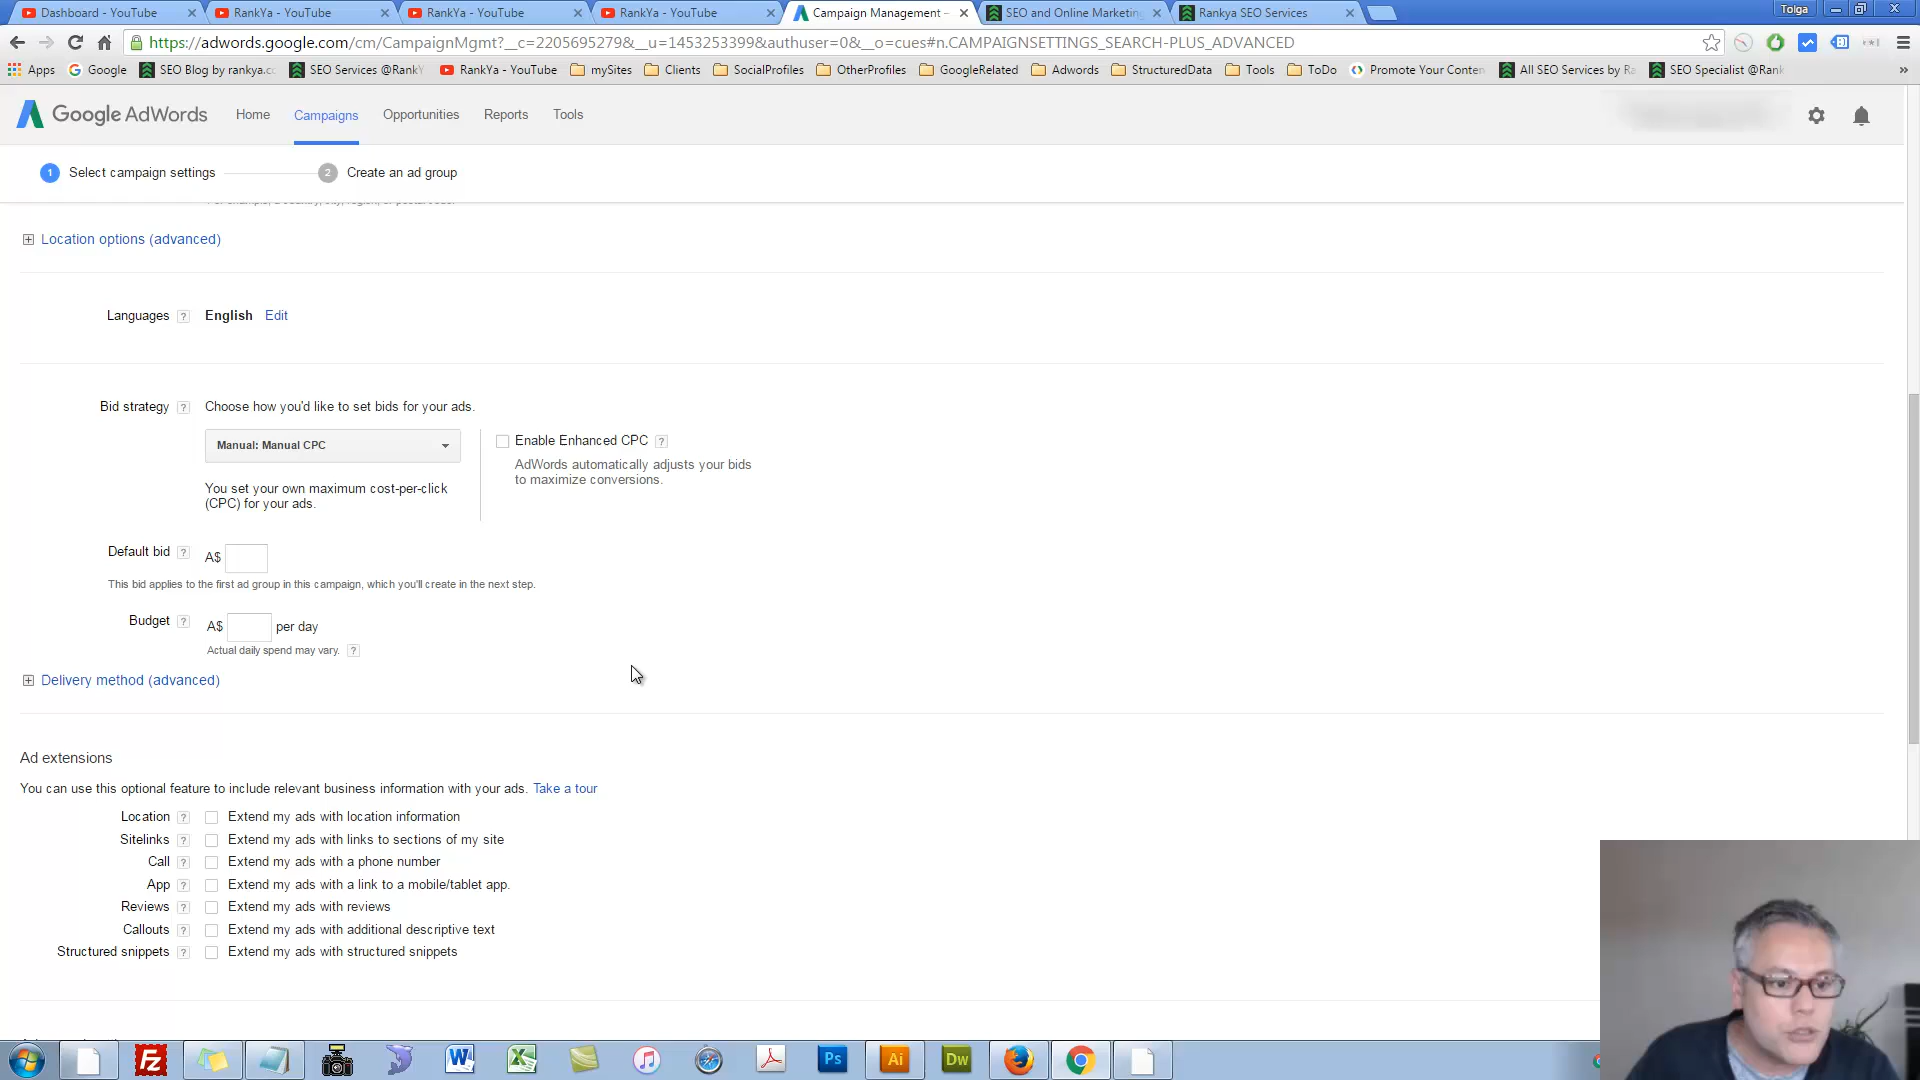 Dashboard - YouTube
RankYa - YouTube
RankYa - YouTube
RankYa - YouTube
Campaign Management -
SEO and Online Marketin
Rankya SEO Services
Tolga
https://adwords.google.com/cm/CampaignMgmt?__c=2205695279&__u=1453253399&authuser=0&__o=cues#n.CAMPAIGNSETTINGS_SEARCH-PLUS_ADVANCED
Apps
Google
SEO Blog by rankya.c
SEO Services @RankY
RankYa - YouTube
mySites
Clients
SocialProfiles
OtherProfiles
GoogleRelated
Adwords
StructuredData
Tools
ToDo
Promote Your Conten
All SEO Services by Ra
SEO Specialist @Rank
»
Google AdWords
Home
Campaigns
Opportunities
Reports
Tools
1 Select campaign settings
2 Create an ad group
Location options (advanced)
Languages ? English Edit
Bid strategy ? Choose how you'd like to set bids for your ads.
Manual: Manual CPC
Enable Enhanced CPC ?
AdWords automatically adjusts your bids
to maximize conversions.
You set your own maximum cost-per-click
(CPC) for your ads.
Default bid ? A$
This bid applies to the first ad group in this campaign, which you'll create in the next step.
Budget ? A$ per day
Actual daily spend may vary. ?
Delivery method (advanced)
Ad extensions
You can use this optional feature to include relevant business information with your ads. Take a tour
Location ? Extend my ads with location information
Sitelinks ? Extend my ads with links to sections of my site
Call ? Extend my ads with a phone number
App ? Extend my ads with a link to a mobile/tablet app.
Reviews ? Extend my ads with reviews
Callouts ? Extend my ads with additional descriptive text
Structured snippets ? Extend my ads with structured snippets
Fz
W
X
Ps
Ai
Dw